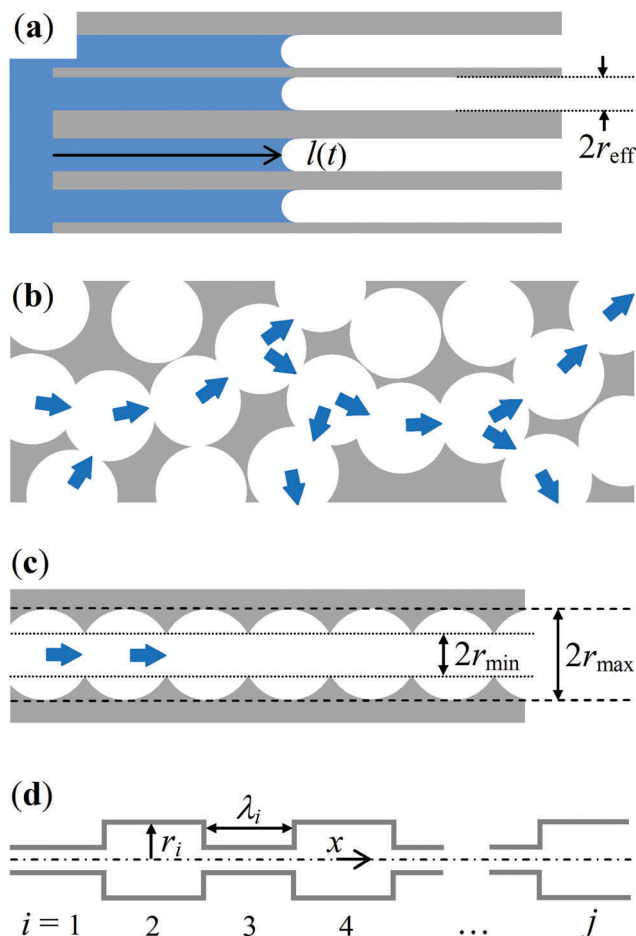 (a)
l(t)
2r_eff
(b)
(c)
2r_min
2r_max
(d)
λ_i
r_i
x
i = 1 2 3 4 ... j